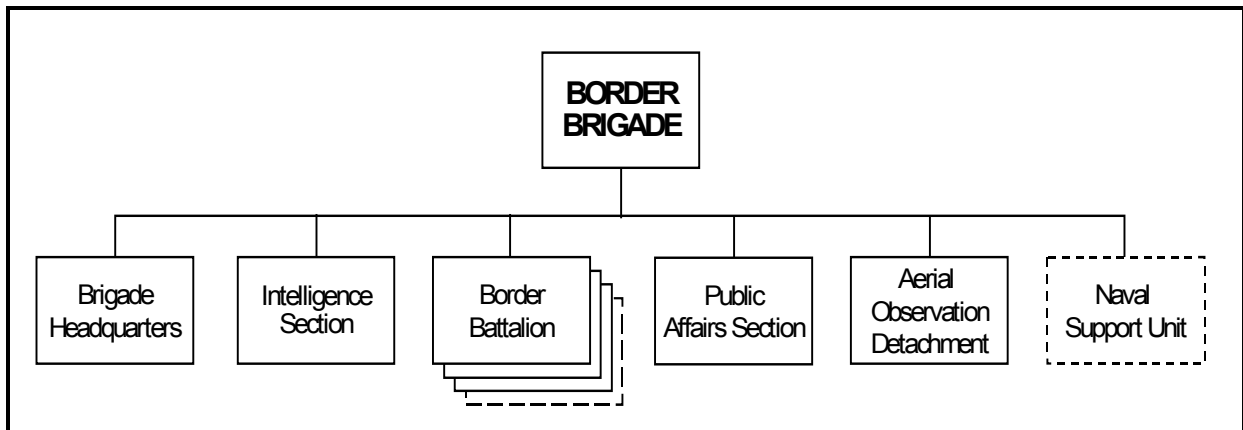 BORDER
BRIGADE
Brigade
Headquarters
Intelligence
Section
Border
Battalion
Public
Affairs Section
Aerial
Observation
Detachment
Naval
Support Unit